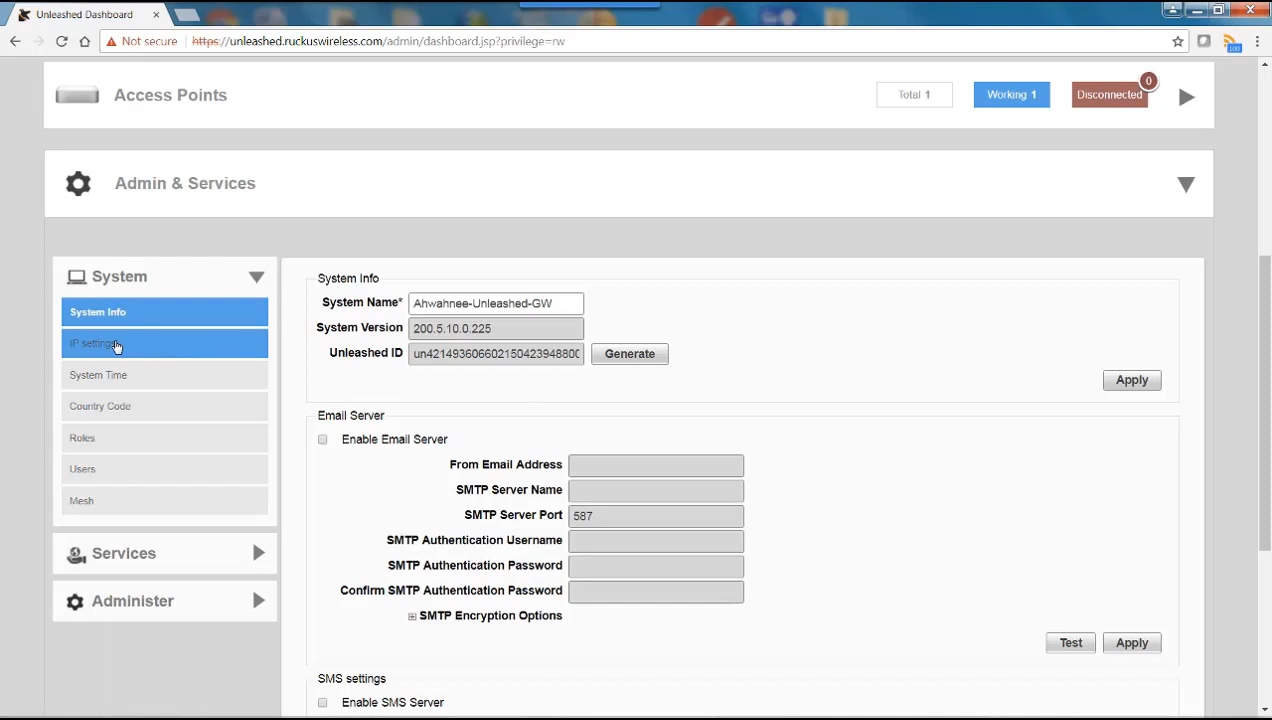 Unleashed Dashboard
Not secure https://unleashed.ruckuswireless.com/admin/dashboard.jsp?privilege=rw
100
Access Points
Total 1
Working 1
Disconnected
0
Admin & Services
System
System Info
IP settings
System Time
Country Code
Roles
Users
Mesh
Services
Administer
System Info
System Name* Ahwahnee-Unleashed-GW
System Version 200.5.10.0.225
Unleashed ID un4214936066021504239488 Generate
Apply
Email Server
Enable Email Server
From Email Address
SMTP Server Name
SMTP Server Port 587
SMTP Authentication Username
SMTP Authentication Password
Confirm SMTP Authentication Password
SMTP Encryption Options
Test Apply
SMS settings
Enable SMS Server